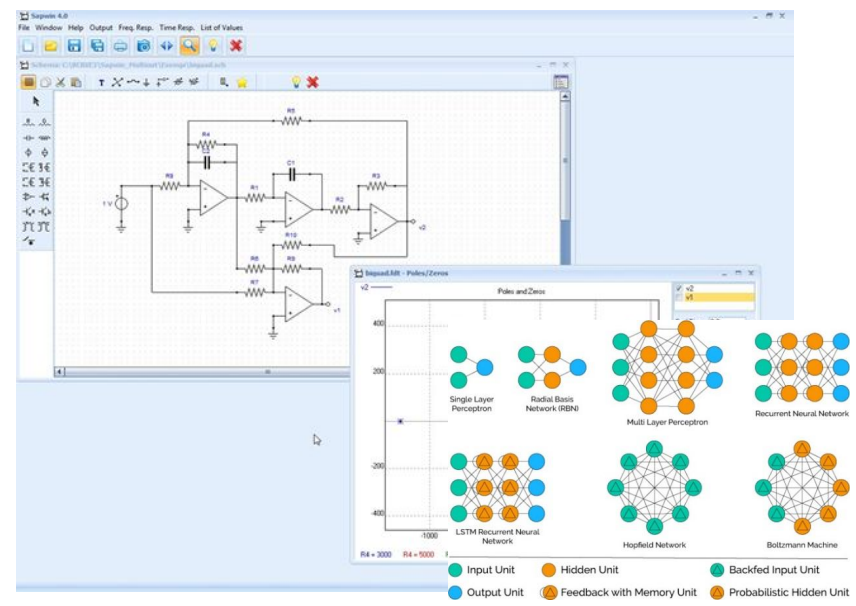 Sapwin 4.0
File Window Help Output Freq. Resp. Time Resp. List of Values
T
R5
R4
C2
C1
R3
R9
R1
R2
1 V
v2
R10
R6
R8
R7
v1
biquad.fdt - Poles/Zeros
v2
Poles and Zeros
v2
v1
400
200
-200
-400
-1000
R4 = 3000 R4 = 5000
Single Layer
Perceptron
Radial Basis
Network (RBN)
Multi Layer Perceptron
Recurrent Neural Network
LSTM Recurrent Neural
Network
Hopfield Network
Boltzmann Machine
Input Unit
Hidden Unit
Backfed Input Unit
Output Unit
Feedback with Memory Unit
Probabilistic Hidden Unit